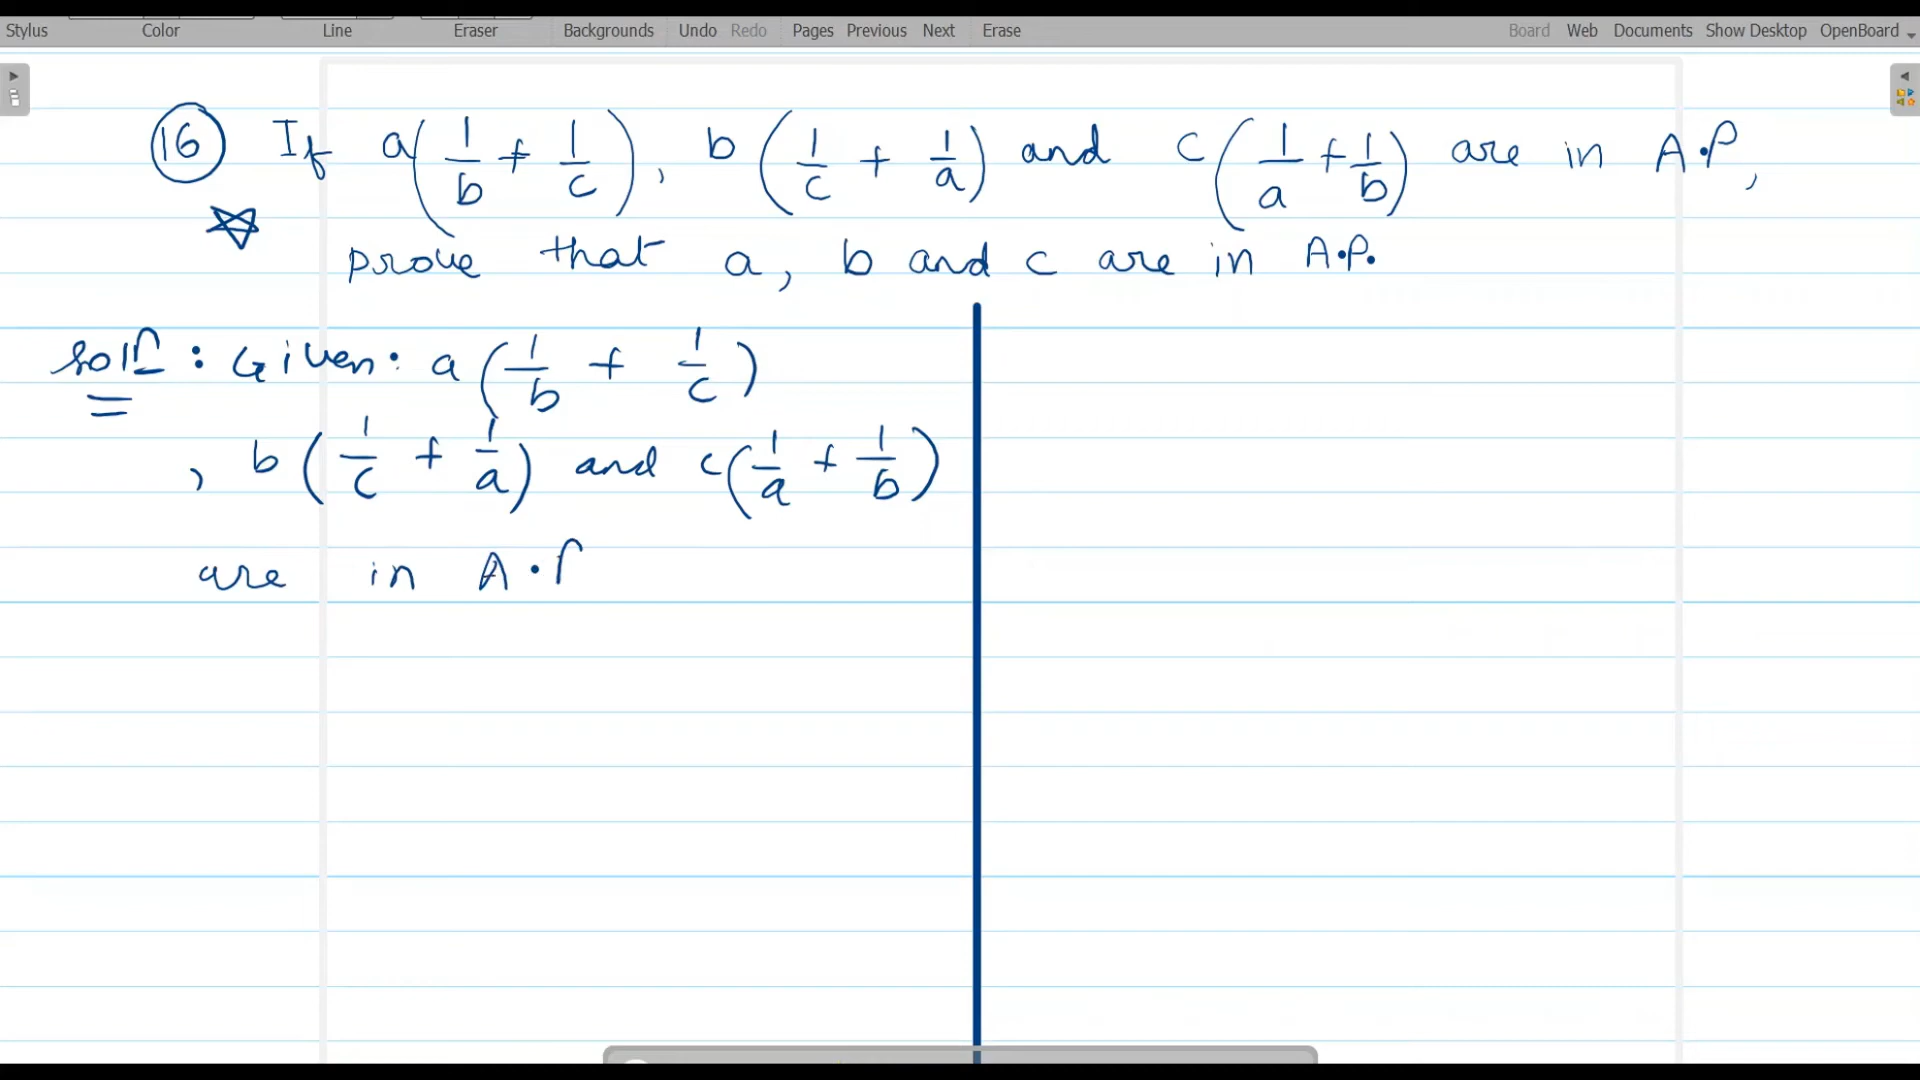 Stylus Color Line Eraser Backgrounds Undo Redo Pages Previous Next Erase Board Web Documents Show Desktop OpenBoard
16 If a(1/b + 1/c), b(1/c + 1/a) and c(1/a + 1/b) are in A.P,
prove that a, b and c are in A.P.
Soln: Given: a(1/b + 1/c)
, b(1/c + 1/a) and c(1/a + 1/b)
are in A.P